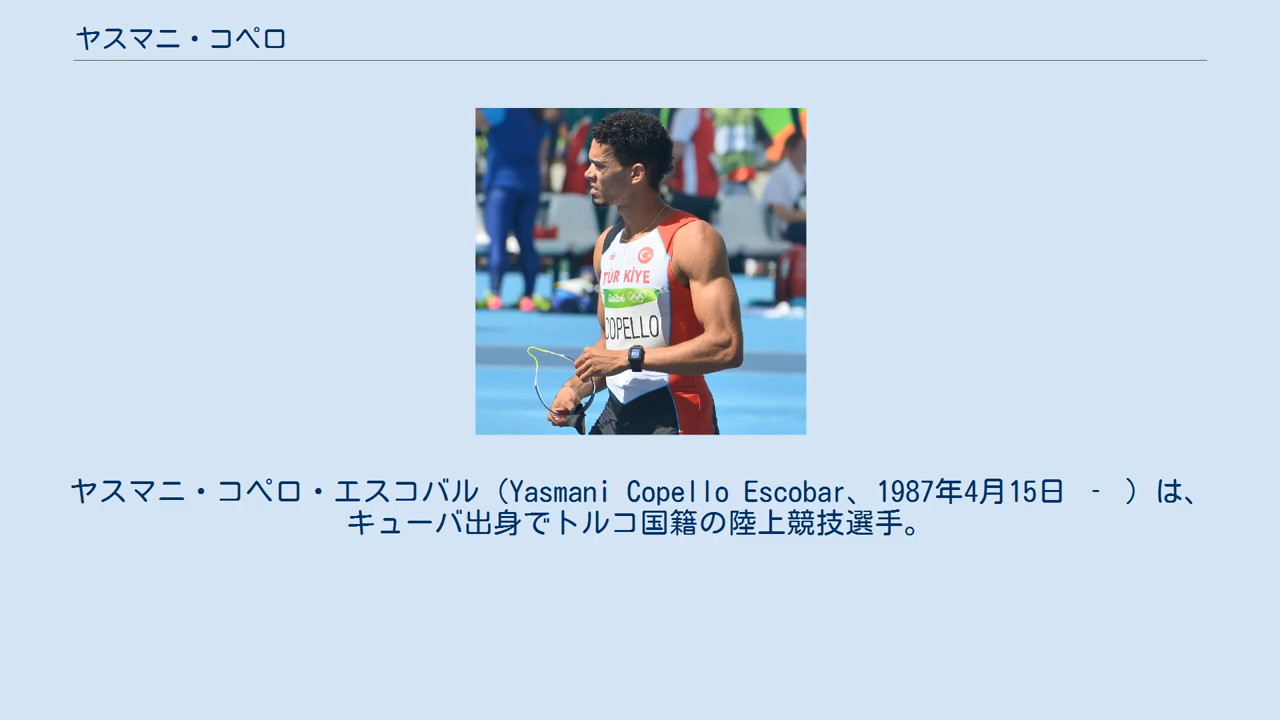 ヤスマニ・コペロ
TÜRKİYE
Rio2016
COPELLO
ヤスマニ・コペロ・エスコバル（Yasmani Copello Escobar、1987年4月15日 - ）は、
キューバ出身でトルコ国籍の陸上競技選手。